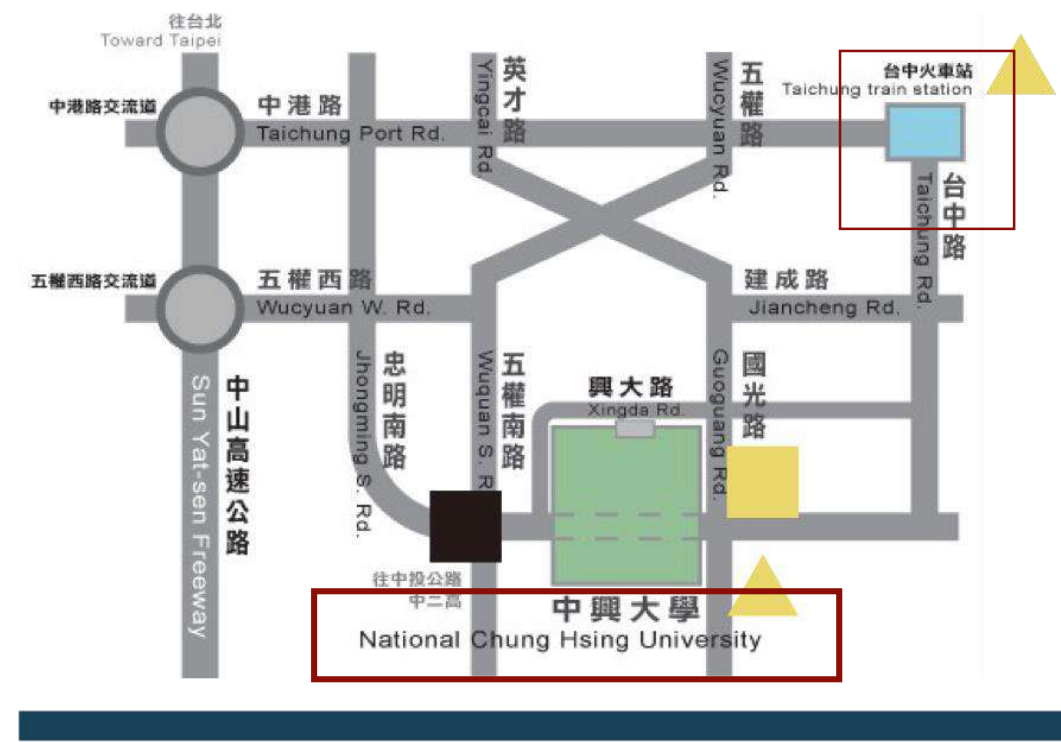 往台北
Toward Taipei
中港路交流道
中港路
Taichung Port Rd.
英才路
Yingcai Rd.
五權路
Wucyuan Rd.
台中火車站
Taichung train station
台中路
Taichung Rd.
五權西路交流道
五權西路
Wucyuan W. Rd.
建成路
Jiancheng Rd.
中山高速公路
Sun Yat-sen Freeway
忠明南路
Jhongming S. Rd.
五權南路
Wuquan S. R
興大路
Xingda Rd.
國光路
Guoguang Rd.
往中投公路
中二高
中興大學
National Chung Hsing University